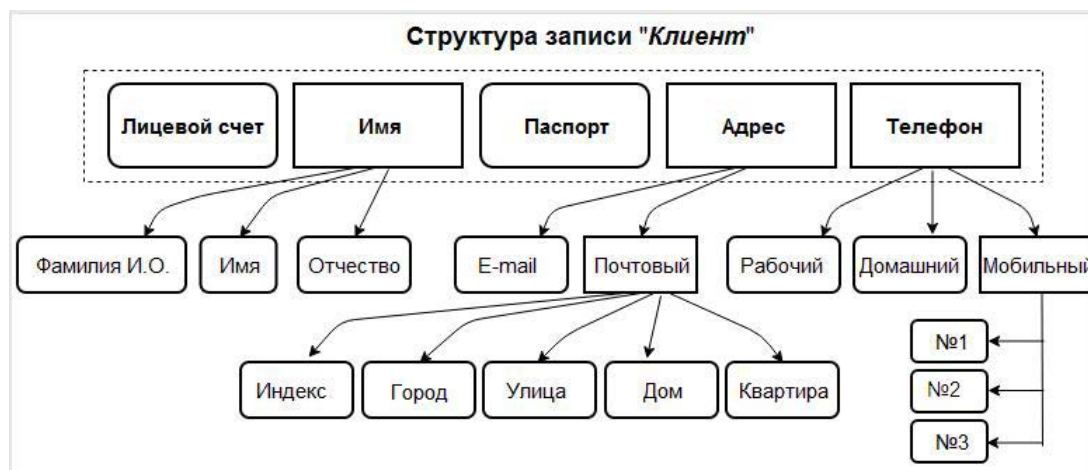 Структура записи "Клиент"
Лицевой счет
Имя
Паспорт
Адрес
Телефон
Фамилия И.О.
Имя
Отчество
E-mail
Почтовый
Рабочий
Домашний
Мобильный
Индекс
Город
Улица
Дом
Квартира
№1
№2
№3